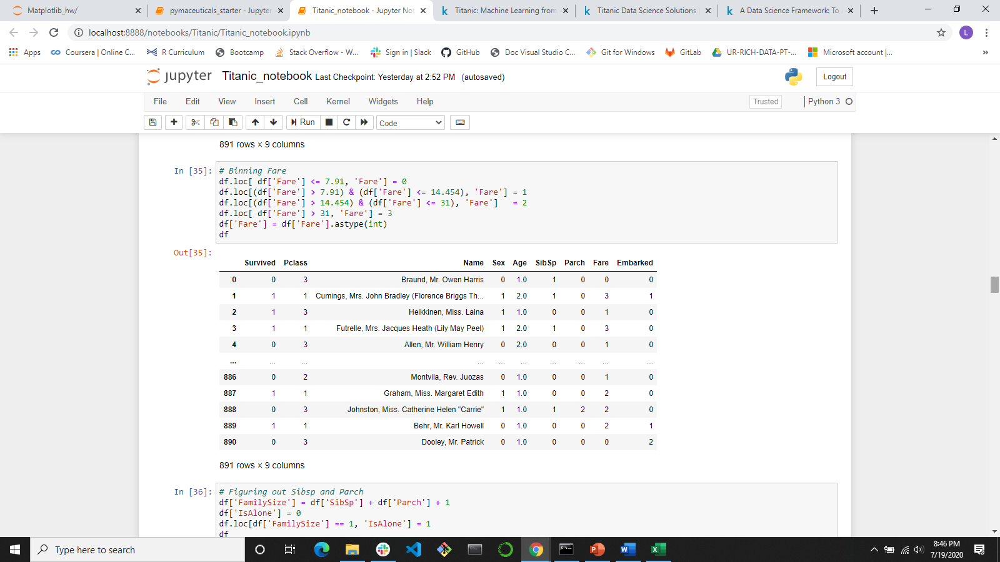 Matplotlib_hw/
pymaceuticals_starter - Jupyter
Titanic_notebook - Jupyter Not
Titanic: Machine Learning from
Titanic Data Science Solutions |
A Data Science Framework: To
localhost:8888/notebooks/Titanic/Titanic_notebook.ipynb
L
Apps
Coursera | Online C...
R Curriculum
Bootcamp
Stack Overflow - W...
Sign in | Slack
GitHub
Doc Visual Studio C...
Git for Windows
GitLab
UR-RICH-DATA-PT-...
Microsoft account |...
»
jupyter Titanic_notebook Last Checkpoint: Yesterday at 2:52 PM (autosaved)
Logout
File Edit View Insert Cell Kernel Widgets Help
Trusted
Python 3
Run
Code
891 rows × 9 columns
In [35]: # Binning Fare
df.loc[ df['Fare'] <= 7.91, 'Fare'] = 0
df.loc[(df['Fare'] > 7.91) & (df['Fare'] <= 14.454), 'Fare'] = 1
df.loc[(df['Fare'] > 14.454) & (df['Fare'] <= 31), 'Fare']   = 2
df.loc[ df['Fare'] > 31, 'Fare'] = 3
df['Fare'] = df['Fare'].astype(int)
df
Out[35]:
Survived Pclass Name Sex Age SibSp Parch Fare Embarked
0 0 3 Braund, Mr. Owen Harris 0 1.0 1 0 0 0
1 1 1 Cumings, Mrs. John Bradley (Florence Briggs Th... 1 2.0 1 0 3 1
2 1 3 Heikkinen, Miss. Laina 1 1.0 0 0 1 0
3 1 1 Futrelle, Mrs. Jacques Heath (Lily May Peel) 1 2.0 1 0 3 0
4 0 3 Allen, Mr. William Henry 0 2.0 0 0 1 0
... ... ... ... ... ... ... ... ... ...
886 0 2 Montvila, Rev. Juozas 0 1.0 0 0 1 0
887 1 1 Graham, Miss. Margaret Edith 1 1.0 0 0 2 0
888 0 3 Johnston, Miss. Catherine Helen "Carrie" 1 1.0 1 2 2 0
889 1 1 Behr, Mr. Karl Howell 0 1.0 0 0 2 1
890 0 3 Dooley, Mr. Patrick 0 1.0 0 0 0 2
891 rows × 9 columns
In [36]: # Figuring out Sibsp and Parch
df['FamilySize'] = df['SibSp'] + df['Parch'] + 1
df['IsAlone'] = 0
df.loc[df['FamilySize'] == 1, 'IsAlone'] = 1
df
Type here to search
8:46 PM
7/19/2020